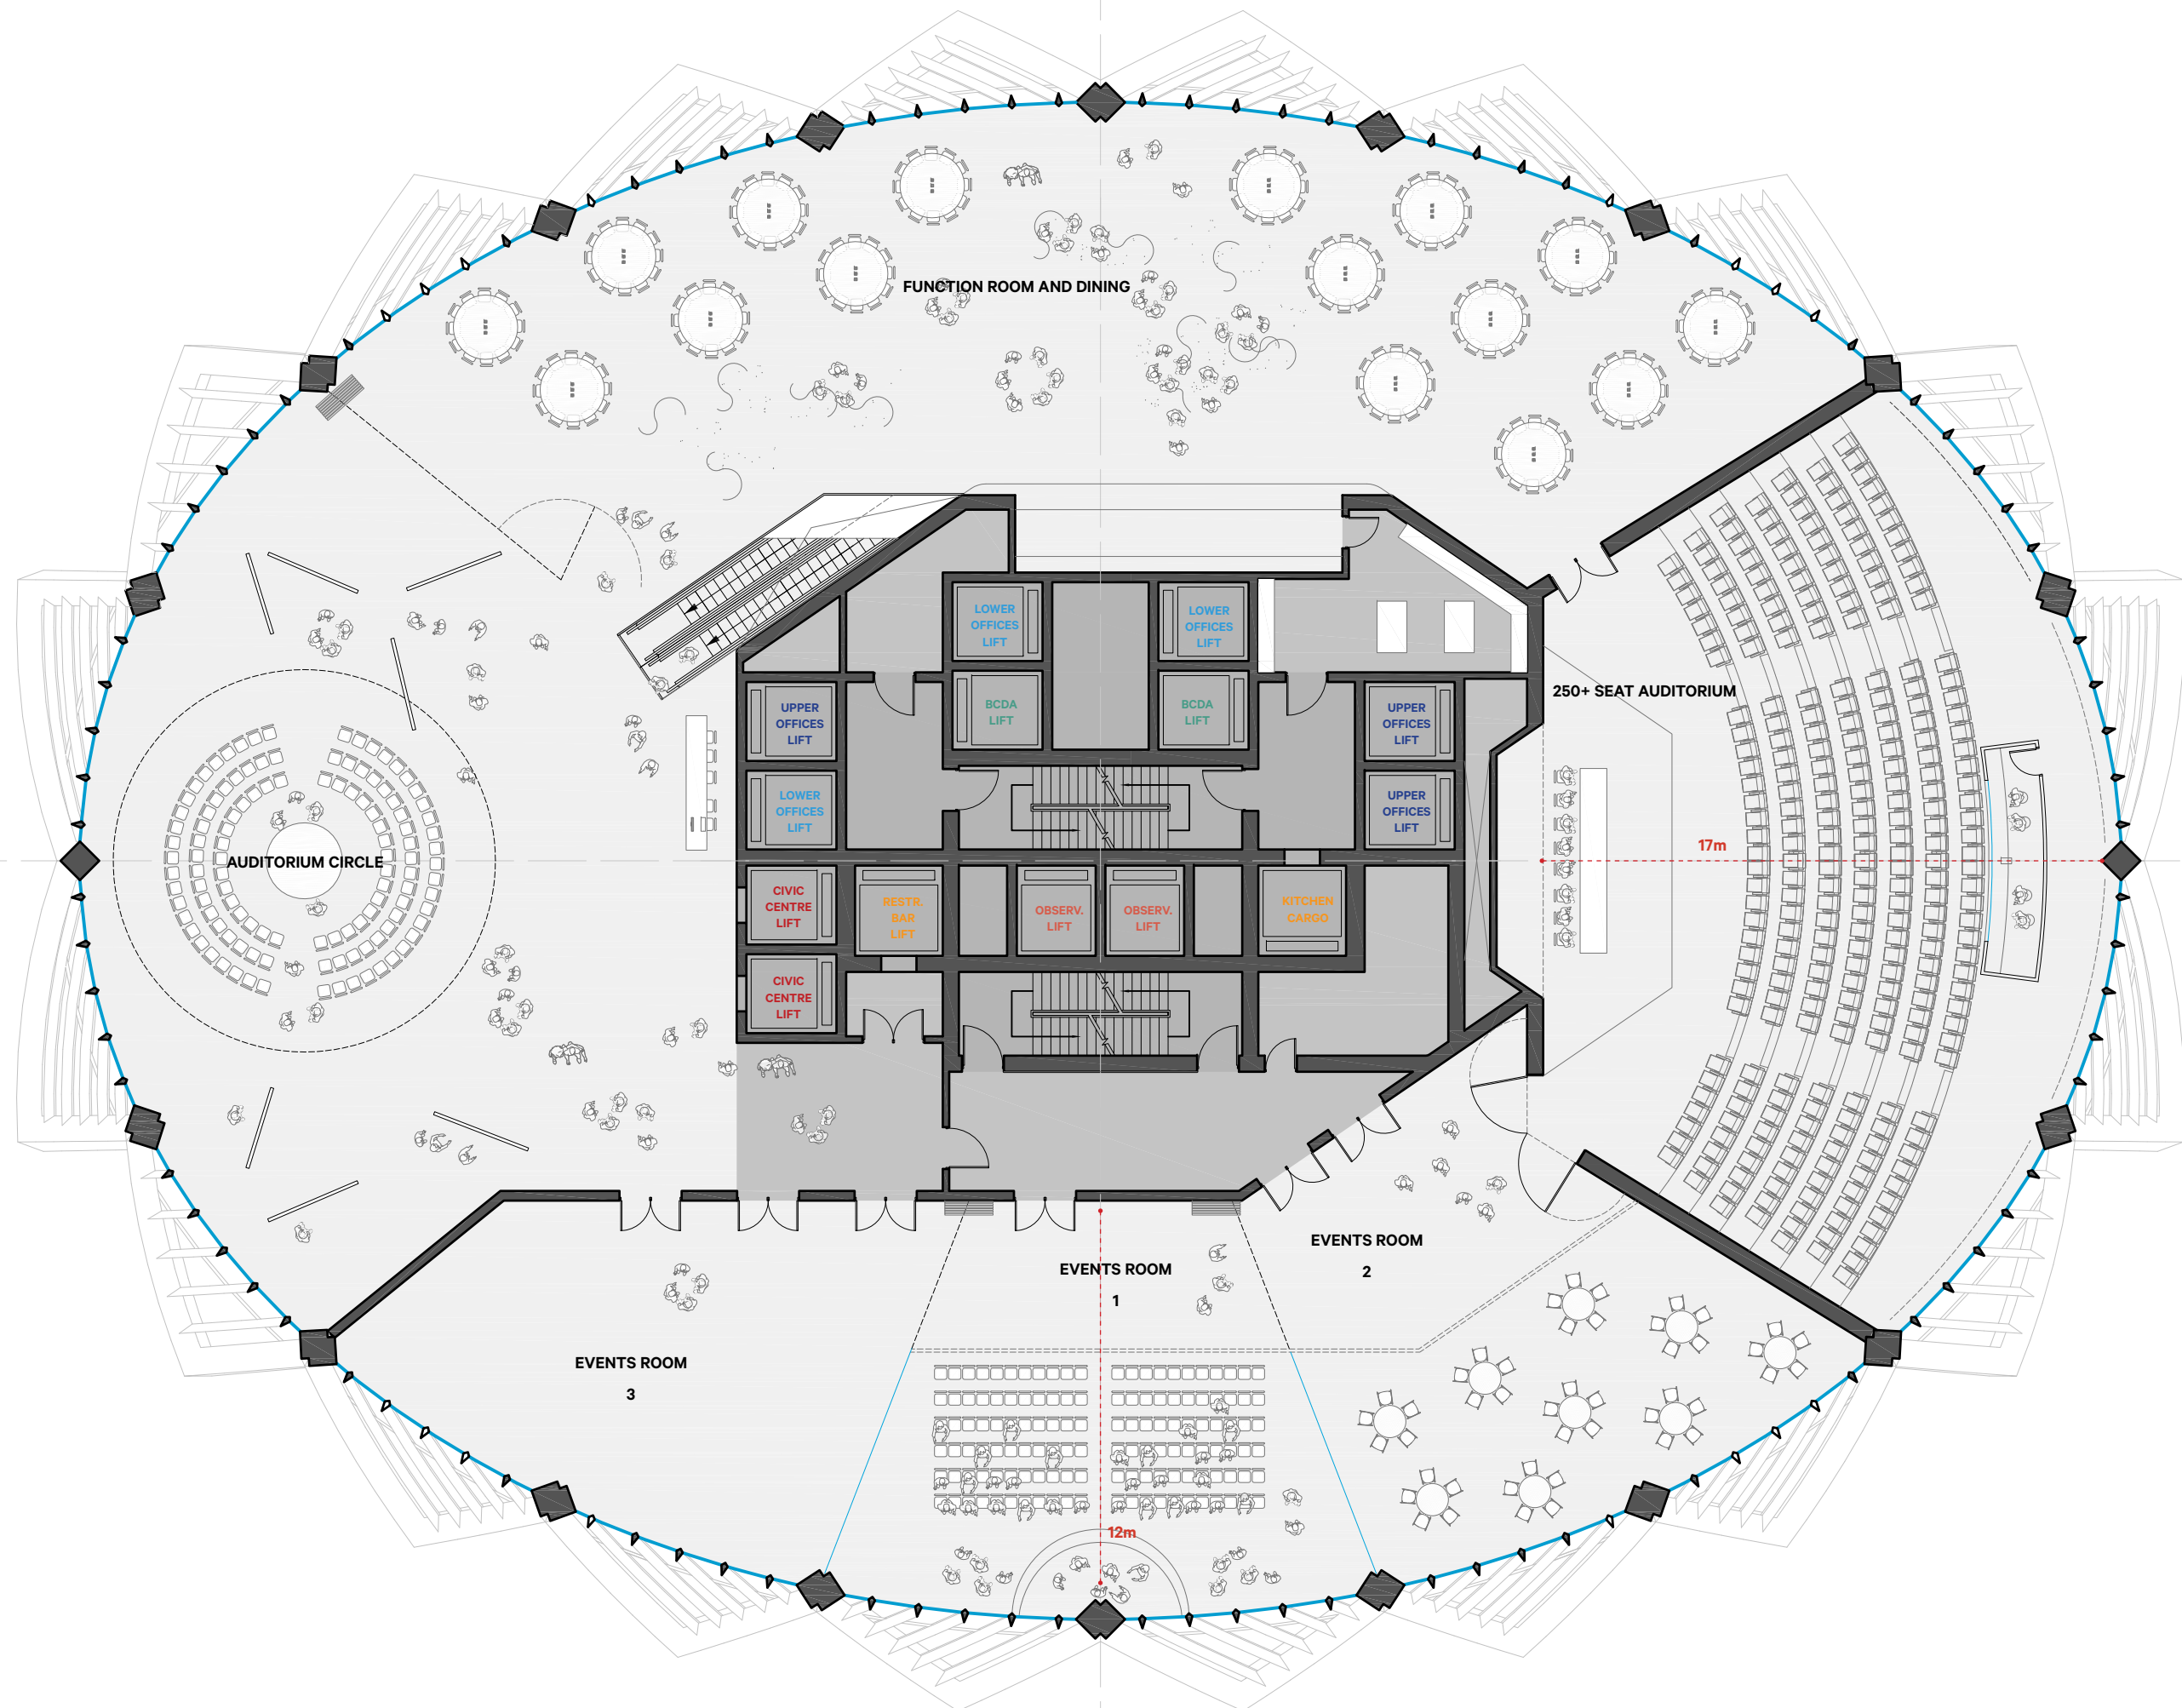 FUNCTION ROOM AND DINING
LOWER
OFFICES
LIFT
LOWER
OFFICES
LIFT
UPPER
OFFICES
LIFT
BCDA
LIFT
BCDA
LIFT
UPPER
OFFICES
LIFT
250+ SEAT AUDITORIUM
LOWER
OFFICES
LIFT
UPPER
OFFICES
LIFT
17m
AUDITORIUM CIRCLE
CIVIC
CENTRE
LIFT
RESTR.
BAR
LIFT
OBSERV.
LIFT
OBSERV.
LIFT
KITCHEN
CARGO
CIVIC
CENTRE
LIFT
EVENTS ROOM
2
EVENTS ROOM
1
EVENTS ROOM
3
12m